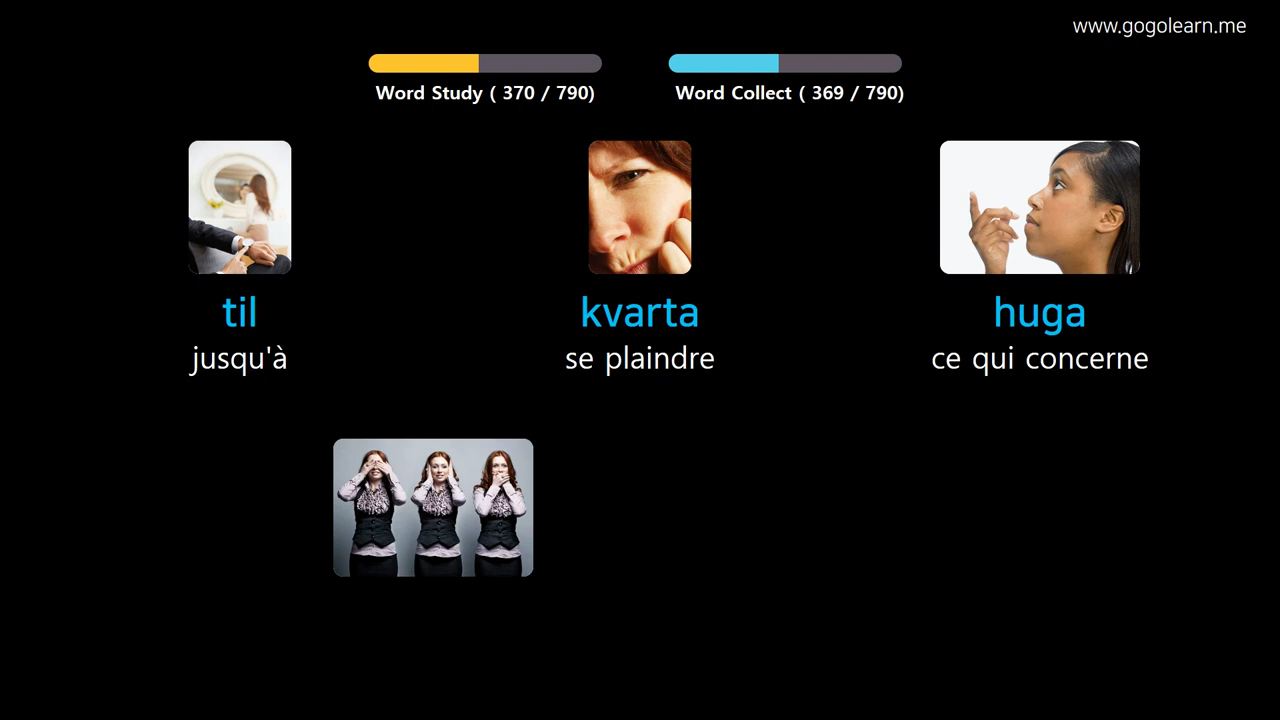 www.gogolearn.me
Word Study ( 370 / 790)
Word Collect ( 369 / 790)
til
kvarta
huga
jusqu'à
se plaindre
ce qui concerne